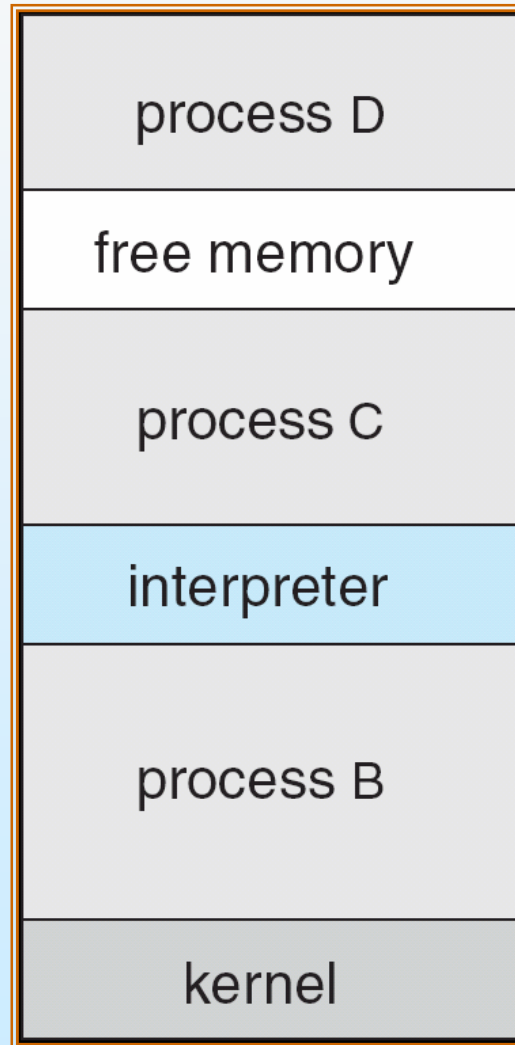 process D
free memory
process C
interpreter
process B
kernel